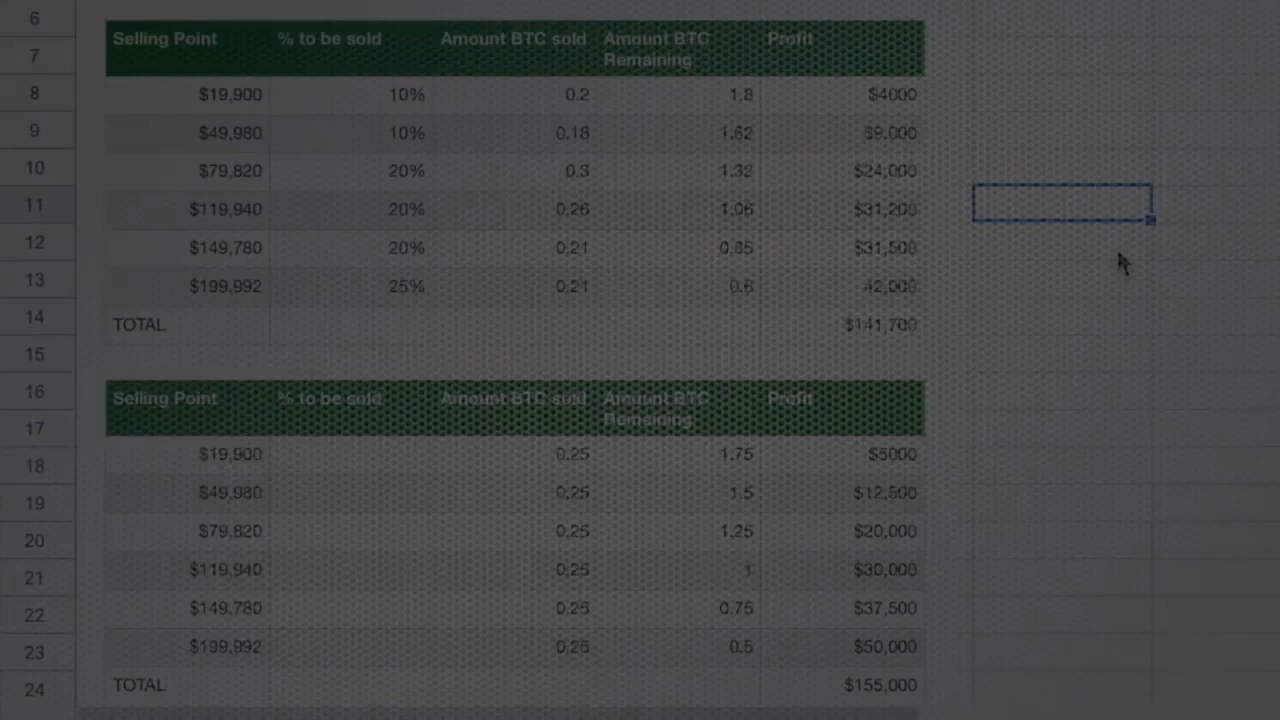 6
Selling Point % to be sold Amount BTC sold Amount BTC Remaining Profit
7
8 $19,900 10% 0.2 1.8 $4000
9 $49,980 10% 0.18 1.62 $9,000
10 $79,820 20% 0.3 1.32 $24,000
11 $119,940 20% 0.26 1.06 $31,200
12 $149,780 20% 0.21 0.85 $31,500
13 $199,992 25% 0.21 0.6 42,000
14 TOTAL $141,700
15
16 Selling Point % to be sold Amount BTC sold Amount BTC Remaining Profit
17
18 $19,900 0.25 1.75 $5000
19 $49,980 0.25 1.5 $12,500
20 $79,820 0.25 1.25 $20,000
21 $119,940 0.25 1 $30,000
22 $149,780 0.25 0.75 $37,500
23 $199,992 0.25 0.5 $50,000
24 TOTAL $155,000